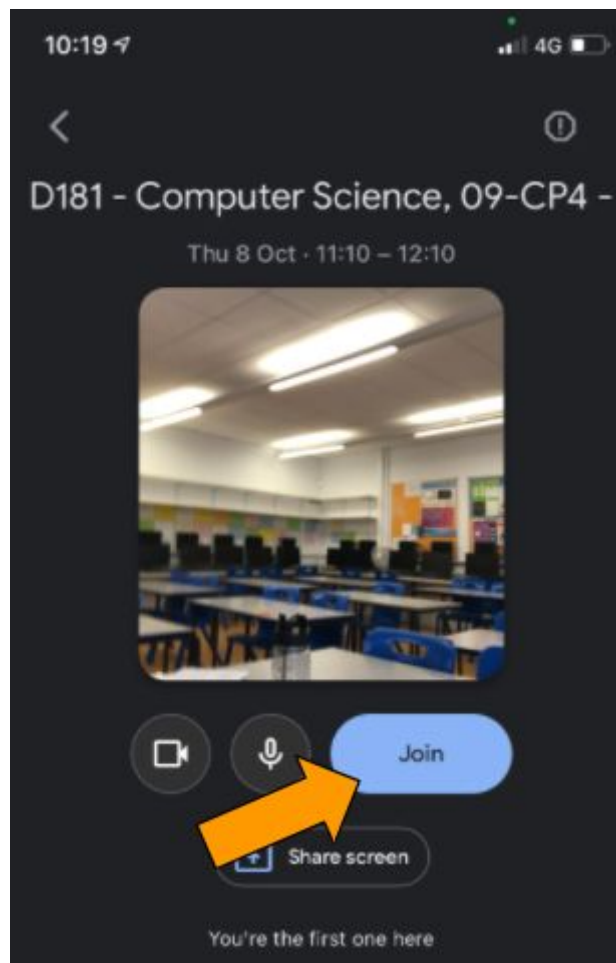 10:19 4G
D181 - Computer Science, 09-CP4 -
Thu 8 Oct · 11:10 – 12:10
Join
Share screen
You're the first one here